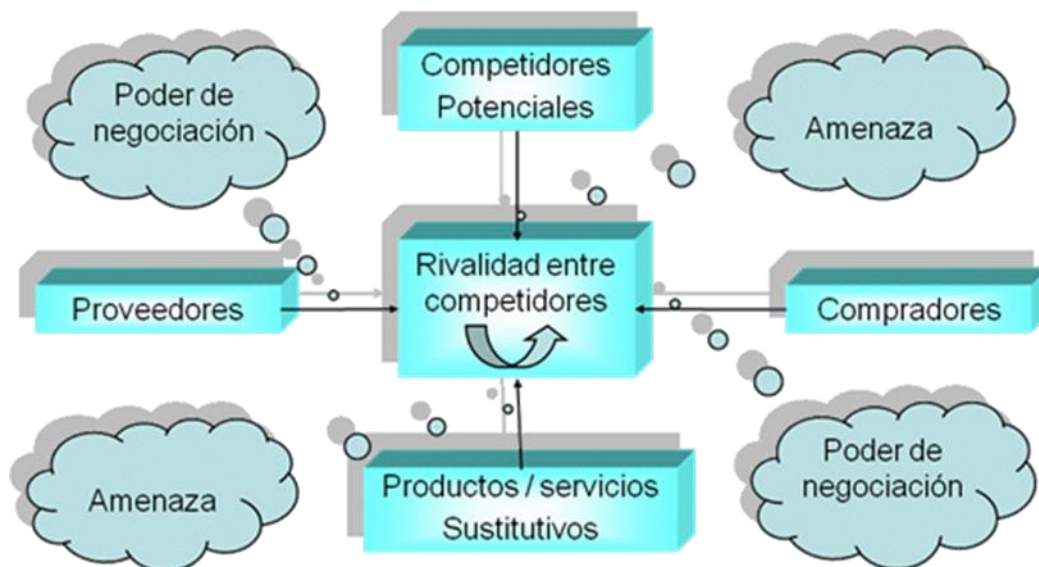 Poder de
negociación
Competidores
Potenciales
Amenaza
Proveedores
Rivalidad entre
competidores
Compradores
Amenaza
Productos / servicios
Sustitutivos
Poder de
negociación